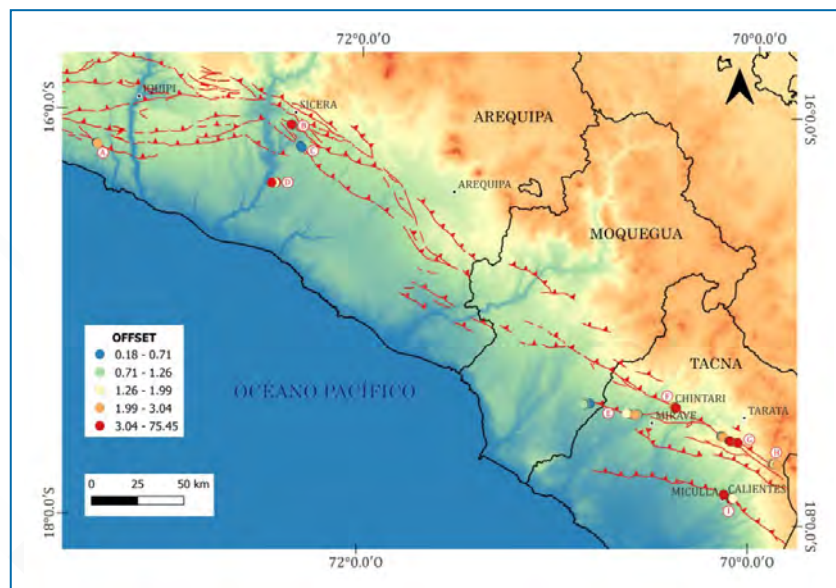 72°0.0'O
70°0.0'O
16°0.0'S
16°0.0'S
IQUIPI
SICERA
B
C
A
D
AREQUIPA
AREQUIPA
MOQUEGUA
OFFSET
0.18 - 0.71
0.71 - 1.26
1.26 - 1.99
1.99 - 3.04
3.04 - 75.45
OCÉANO PACÍFICO
TACNA
F
CHINTARI
E
MIRAVE
TARATA
G
H
0
25
50 km
MICULLA
CALIENTES
I
18°0.0'S
18°0.0'S
72°0.0'O
70°0.0'O